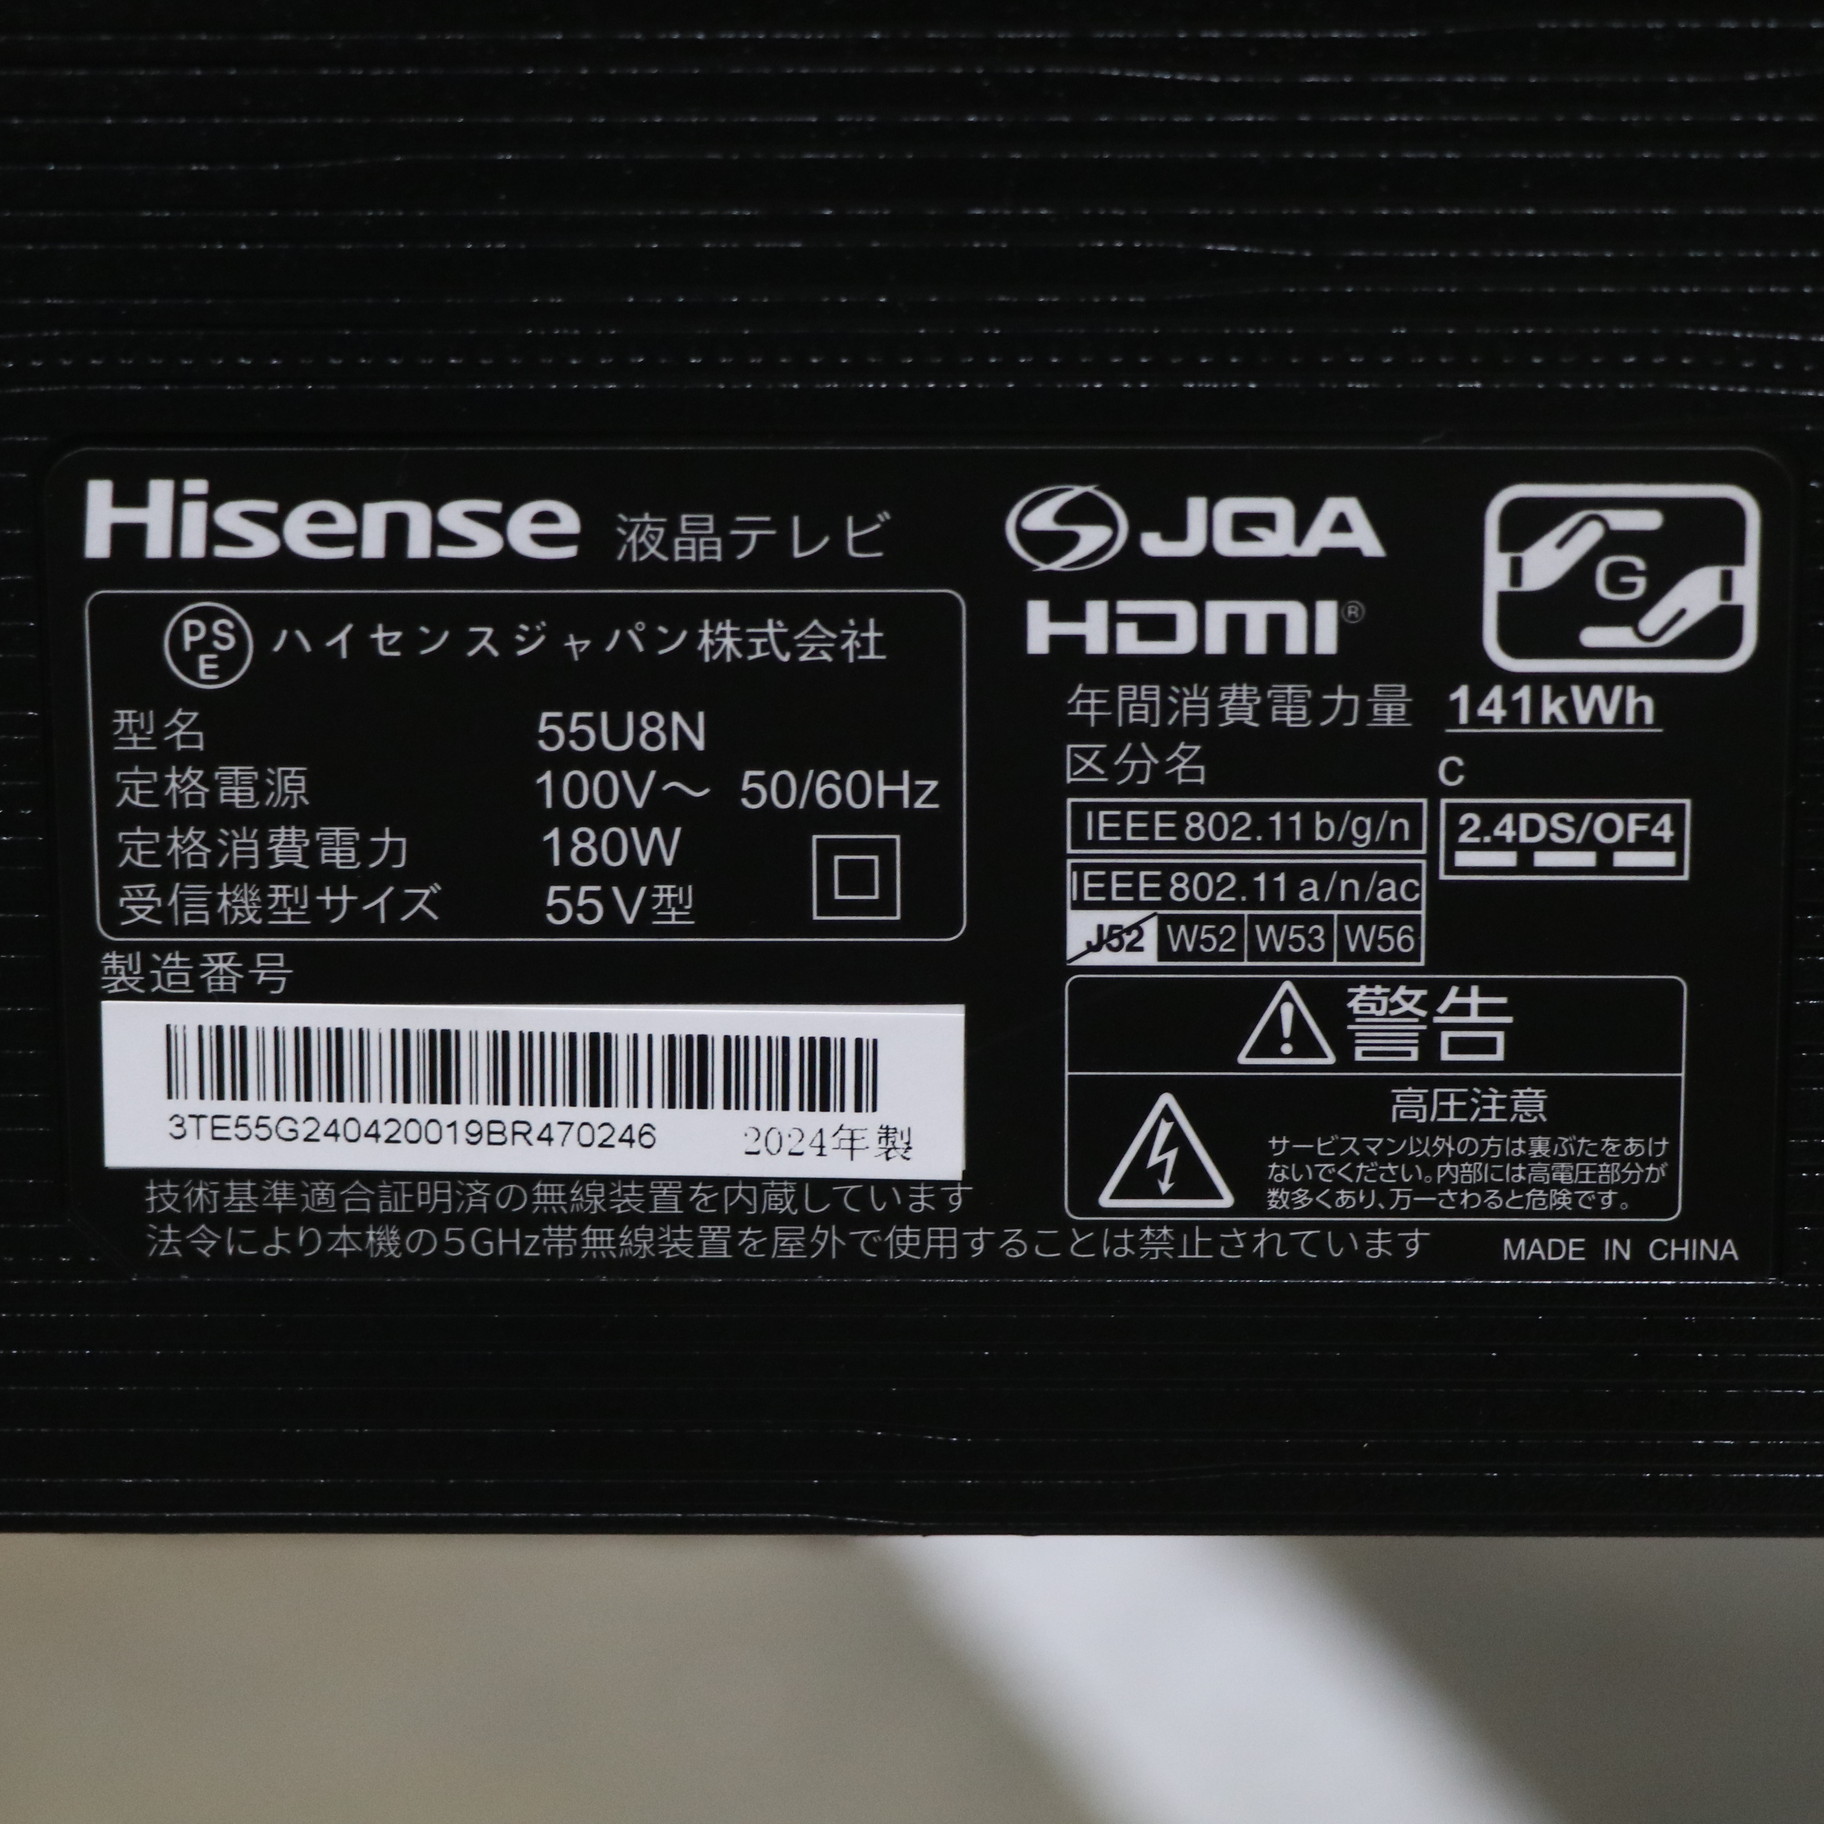 Hisense 液晶テレビ
PSE ハイセンスジャパン株式会社
型名 55U8N
定格電源 100V～ 50/60Hz
定格消費電力 180W
受信機型サイズ 55V型
製造番号
3TE55G240420019BR470246 2024年製
技術基準適合証明済の無線装置を内蔵しています
法令により本機の5GHz帯無線装置を屋外で使用することは禁止されています
JQA
HDMI®
G
年間消費電力量 141kWh
区分名 C
IEEE802.11b/g/n 2.4DS/OF4
IEEE802.11a/n/ac
J52 W52 W53 W56
警告
高圧注意
サービスマン以外の方は裏ぶたをあけ
ないでください。内部には高電圧部分が
数多くあり、万一さわると危険です。
MADE IN CHINA